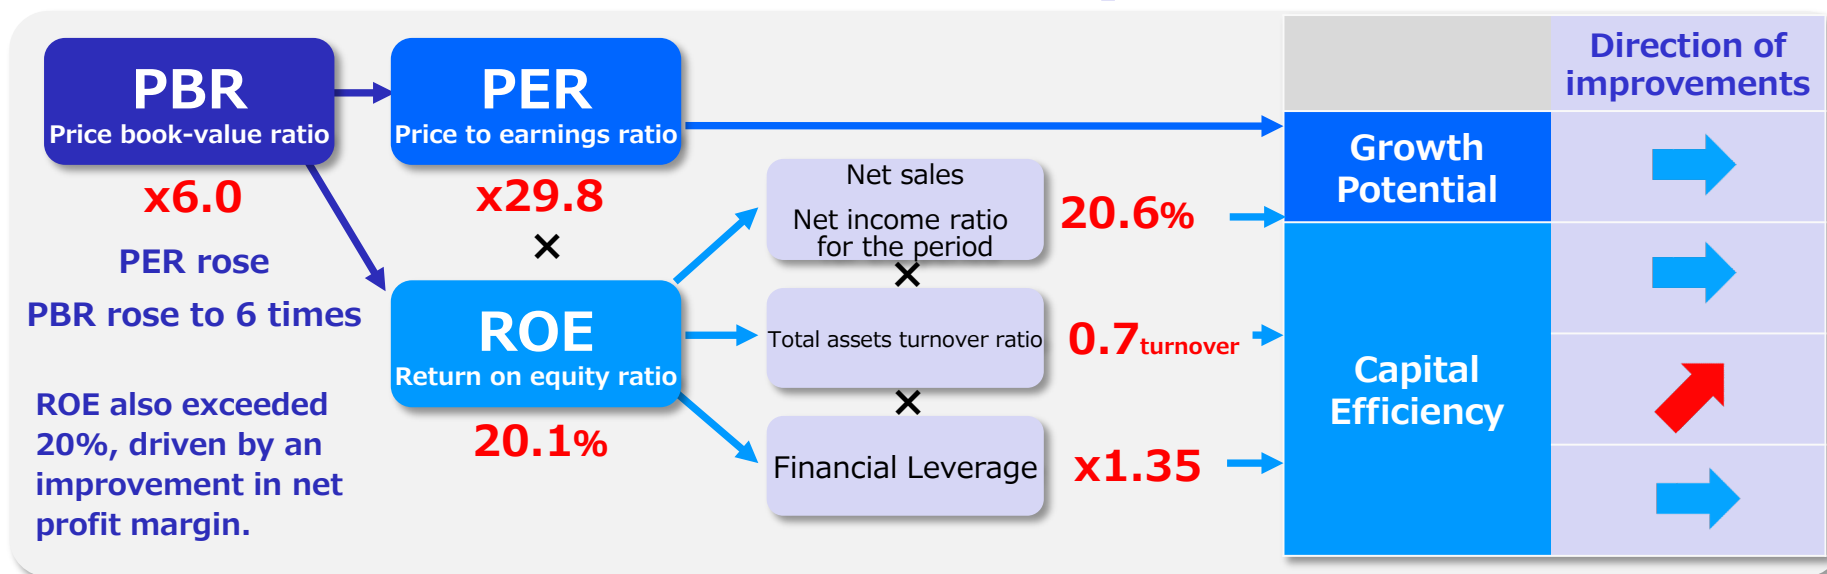 PBR
Price book-value ratio
x6.0
PER rose
PBR rose to 6 times
ROE also exceeded
20%, driven by an
improvement in net
profit margin.
PER
Price to earnings ratio
x29.8
×
ROE
Return on equity ratio
20.1%
Net sales
Net income ratio
for the period
20.6%
×
Total assets turnover ratio
0.7turnover
×
Financial Leverage
x1.35
Direction of
improvements
Growth
Potential
Capital
Efficiency